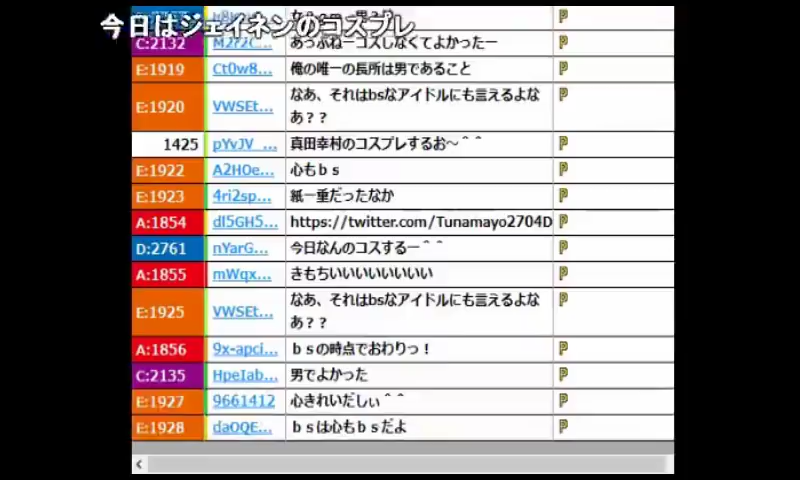 今日はジェイネンのコスプレ
C:2132 M2f2C... あっぶねーコスしなくてよかったー P
E:1919 Ct0w8... 俺の唯一の長所は男であること P
E:1920 VWSEt... なあ、それはbsなアイドルにも言えるよな P
あ？？
1425 pYvJV_... 真田幸村のコスプレするお～＾＾ P
E:1922 A2HOe... 心もｂｓ P
E:1923 4ri2sp... 紙一重だったなか P
A:1854 dI5GH5... https://twitter.com/Tunamayo2704D P
D:2761 nYarG... 今日なんのコスするー＾＾ P
A:1855 mWqx... きもちいいいいいいいい P
E:1925 VWSEt... なあ、それはbsなアイドルにも言えるよな P
あ？？
A:1856 9x-apci... ｂｓの時点でおわりっ！ P
C:2135 HpeIab... 男でよかった P
E:1927 9661412 心きれいだしぃ＾＾ P
E:1928 daOQE... ｂｓは心もｂｓだよ P